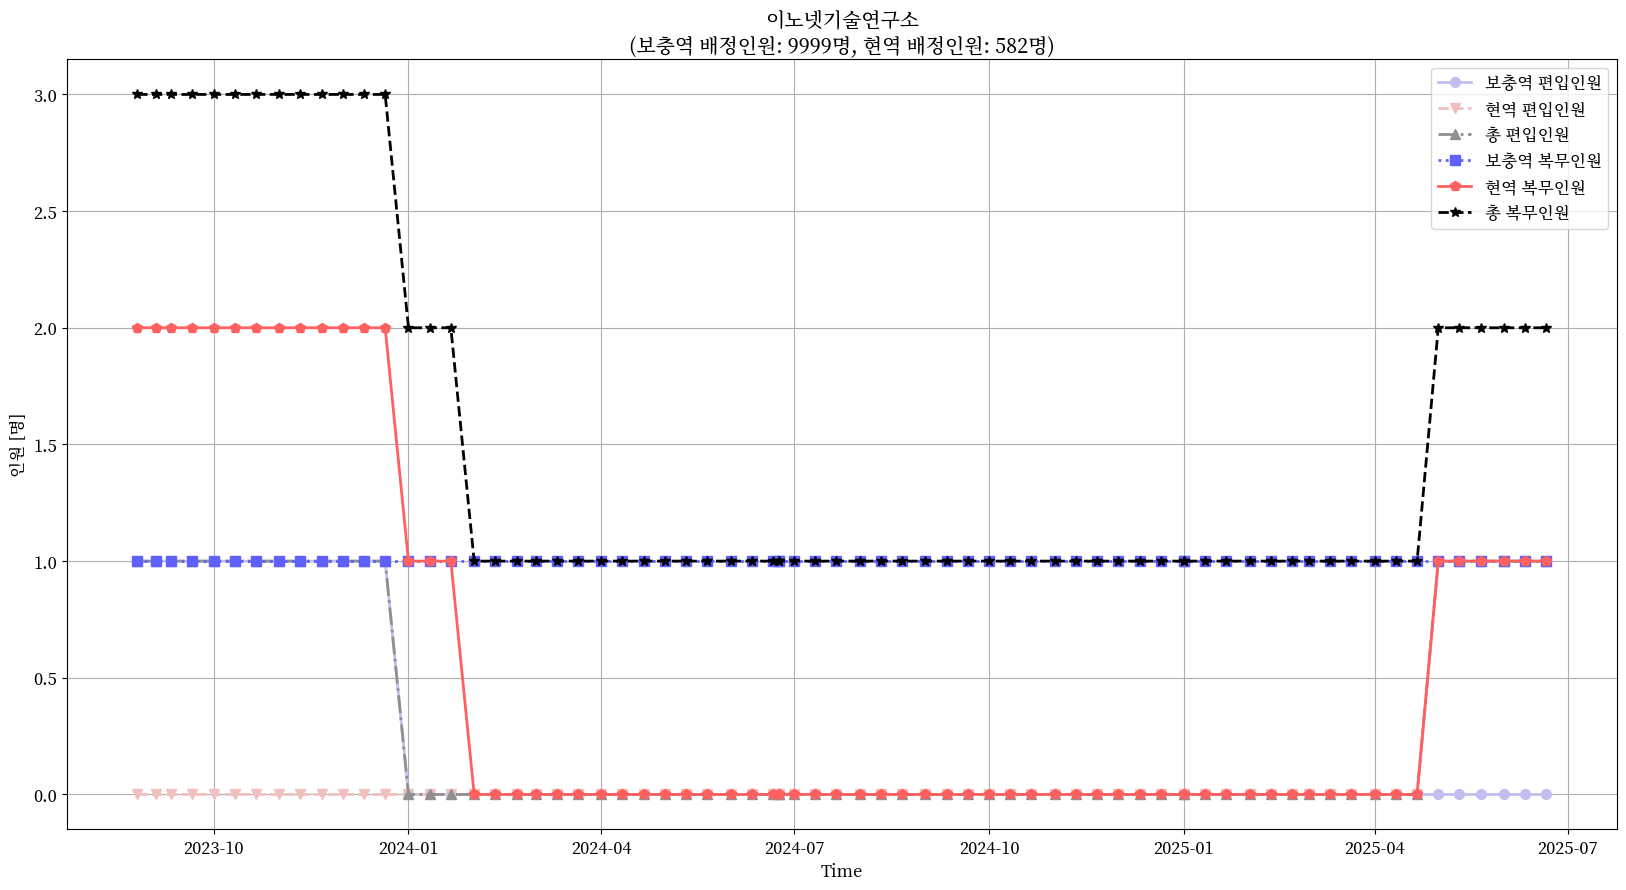 이노넷기술연구소
(보충역 배정인원: 9999명, 현역 배정인원: 582명)
보충역 편입인원
현역 편입인원
총 편입인원
보충역 복무인원
현역 복무인원
총 복무인원
인원 [명]
3.0
2.5
2.0
1.5
1.0
0.5
0.0
2023-10
2024-01
2024-04
2024-07
2024-10
2025-01
2025-04
2025-07
Time